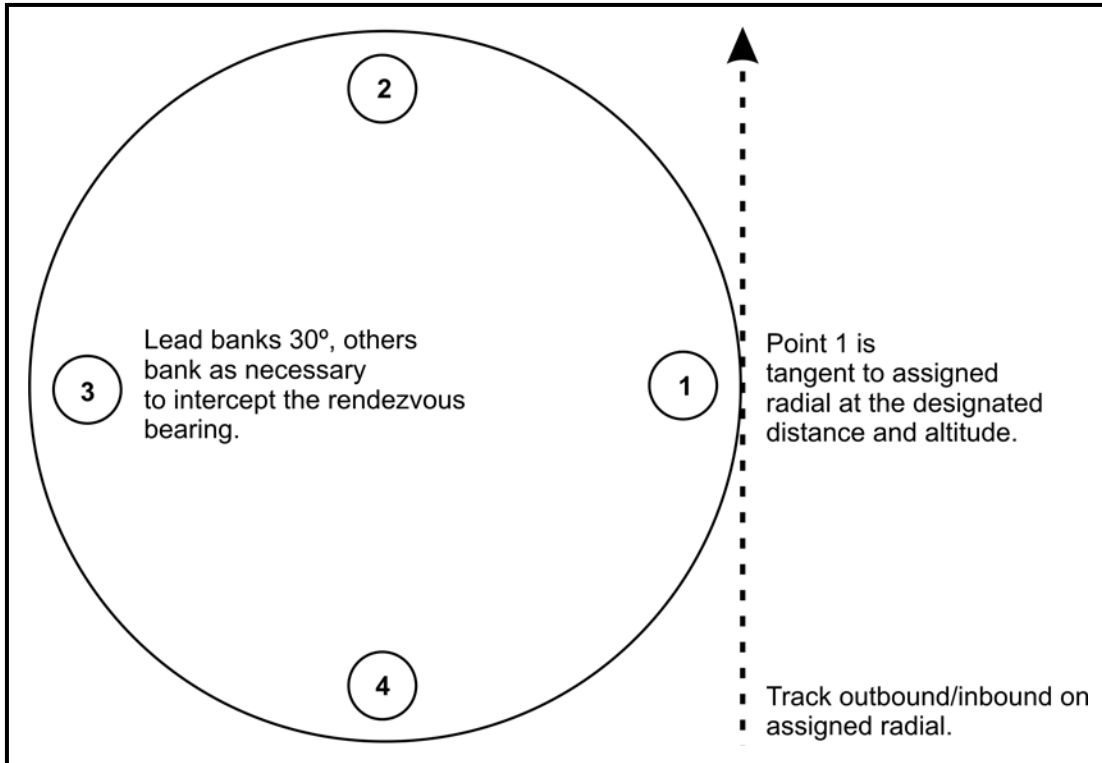 2
Lead banks 30º, others
bank as necessary
to intercept the rendezvous
bearing.
3
1
Point 1 is
tangent to assigned
radial at the designated
distance and altitude.
4
Track outbound/inbound on
assigned radial.